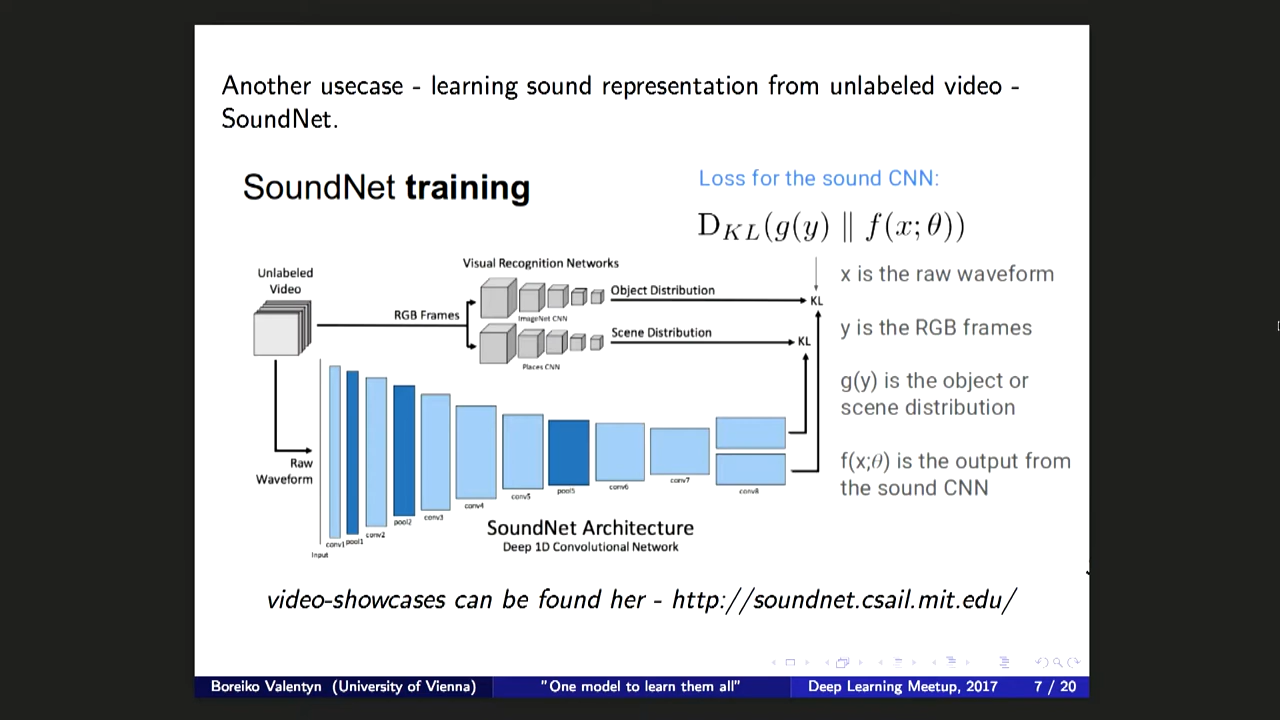 Another usecase - learning sound representation from unlabeled video -
SoundNet.
SoundNet training
Loss for the sound CNN:
D_KL(g(y) ∥ f(x; θ))
Unlabeled
Video
Visual Recognition Networks
RGB Frames
ImageNet CNN
Object Distribution
KL
Places CNN
Scene Distribution
KL
x is the raw waveform
y is the RGB frames
g(y) is the object or
scene distribution
f(x;θ) is the output from
the sound CNN
Raw
Waveform
Input
conv1
pool1
conv2
pool2
conv3
conv4
conv5
pool5
conv6
conv7
conv8
SoundNet Architecture
Deep 1D Convolutional Network
video-showcases can be found her - http://soundnet.csail.mit.edu/
Boreiko Valentyn (University of Vienna)
"One model to learn them all"
Deep Learning Meetup, 2017
7 / 20